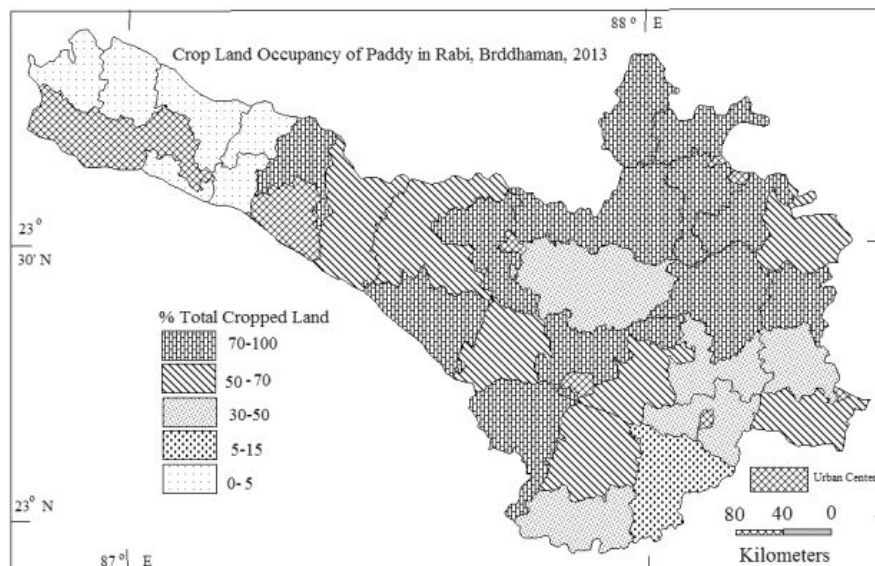 88 ° E
Crop Land Occupancy of Paddy in Rabi, Brddhaman, 2013
23 °
30' N
% Total Cropped Land
70-100
50-70
30-50
5-15
0-5
Urban Center
23 ° N
80 40 0
Kilometers
87 ° E